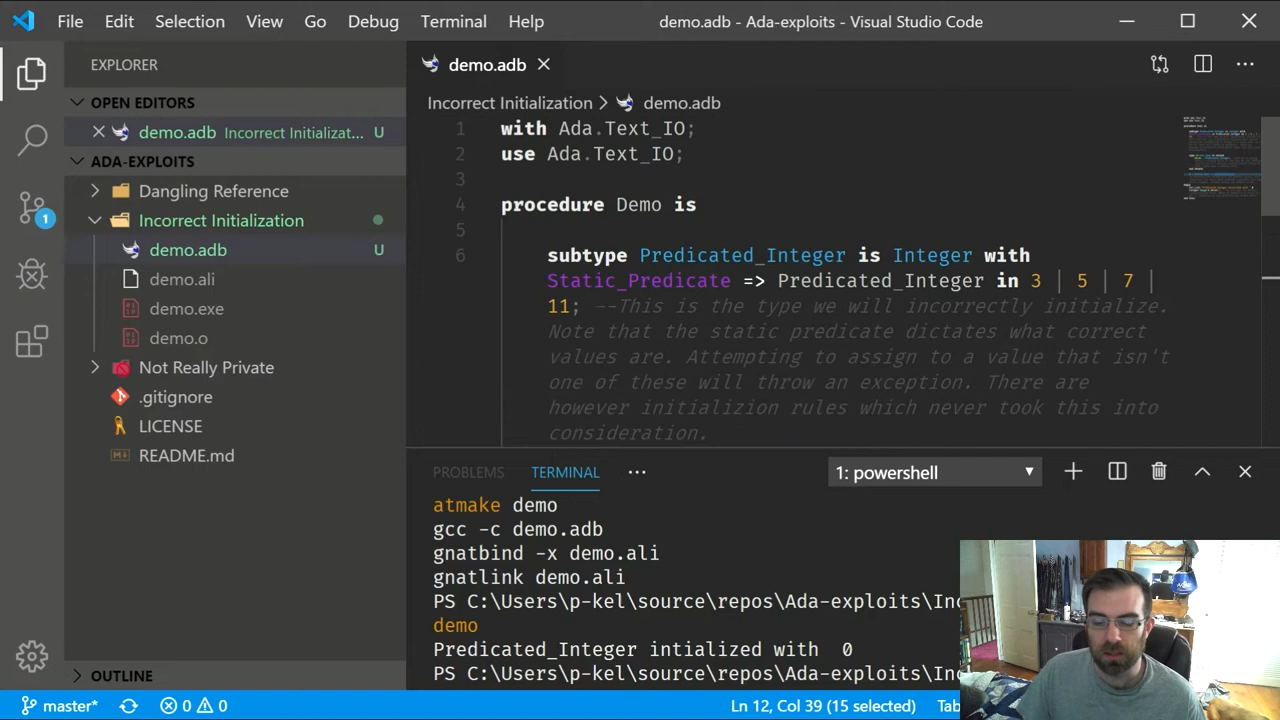 File Edit Selection View Go Debug Terminal Help demo.adb - Ada-exploits - Visual Studio Code
EXPLORER
OPEN EDITORS
demo.adb Incorrect Initializat... U
ADA-EXPLOITS
Dangling Reference
Incorrect Initialization
demo.adb U
demo.ali
demo.exe
demo.o
Not Really Private
.gitignore
LICENSE
README.md
OUTLINE
demo.adb
Incorrect Initialization > demo.adb
1 with Ada.Text_IO;
2 use Ada.Text_IO;
3
4 procedure Demo is
5
6 subtype Predicated_Integer is Integer with
Static_Predicate => Predicated_Integer in 3 | 5 | 7 |
11; --This is the type we will incorrectly initialize.
Note that the static predicate dictates what correct
values are. Attempting to assign to a value that isn't
one of these will throw an exception. There are
however initializion rules which never took this into
consideration.
PROBLEMS TERMINAL ... 1: powershell
atmake demo
gcc -c demo.adb
gnatbind -x demo.ali
gnatlink demo.ali
PS C:\Users\p-kel\source\repos\Ada-exploits\Inc
demo
Predicated_Integer intialized with  0
PS C:\Users\p-kel\source\repos\Ada-exploits\Inc
1
master* 0 0 Ln 12, Col 39 (15 selected) Tab